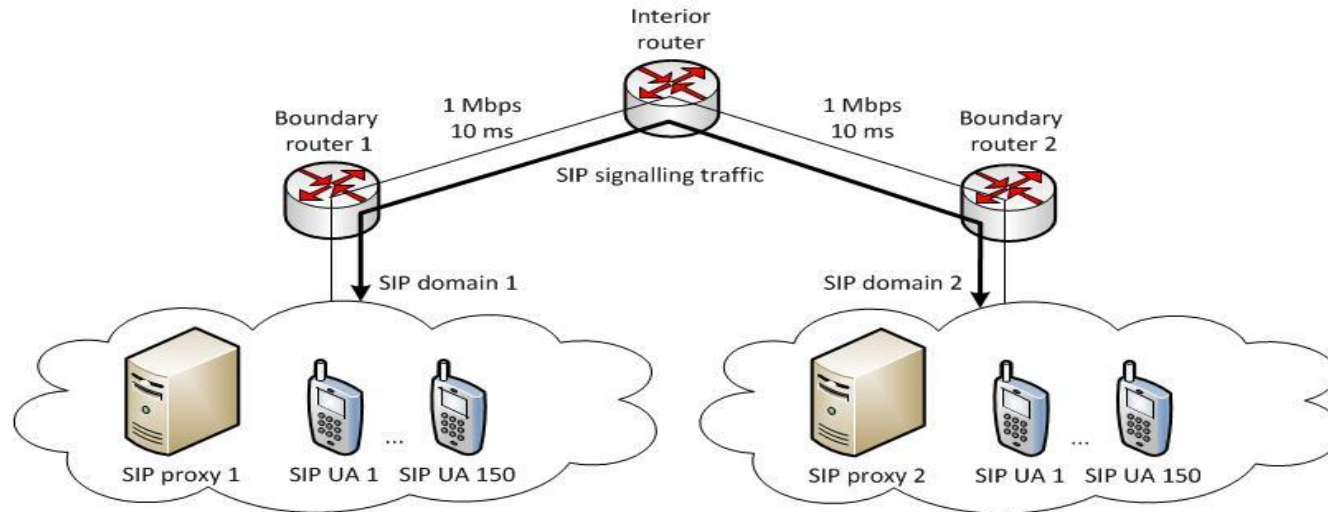 Interior
router
1 Mbps
10 ms
1 Mbps
10 ms
Boundary
router 1
Boundary
router 2
SIP signalling traffic
SIP domain 1
SIP domain 2
...
...
SIP proxy 1
SIP UA 1
SIP UA 150
SIP proxy 2
SIP UA 1
SIP UA 150